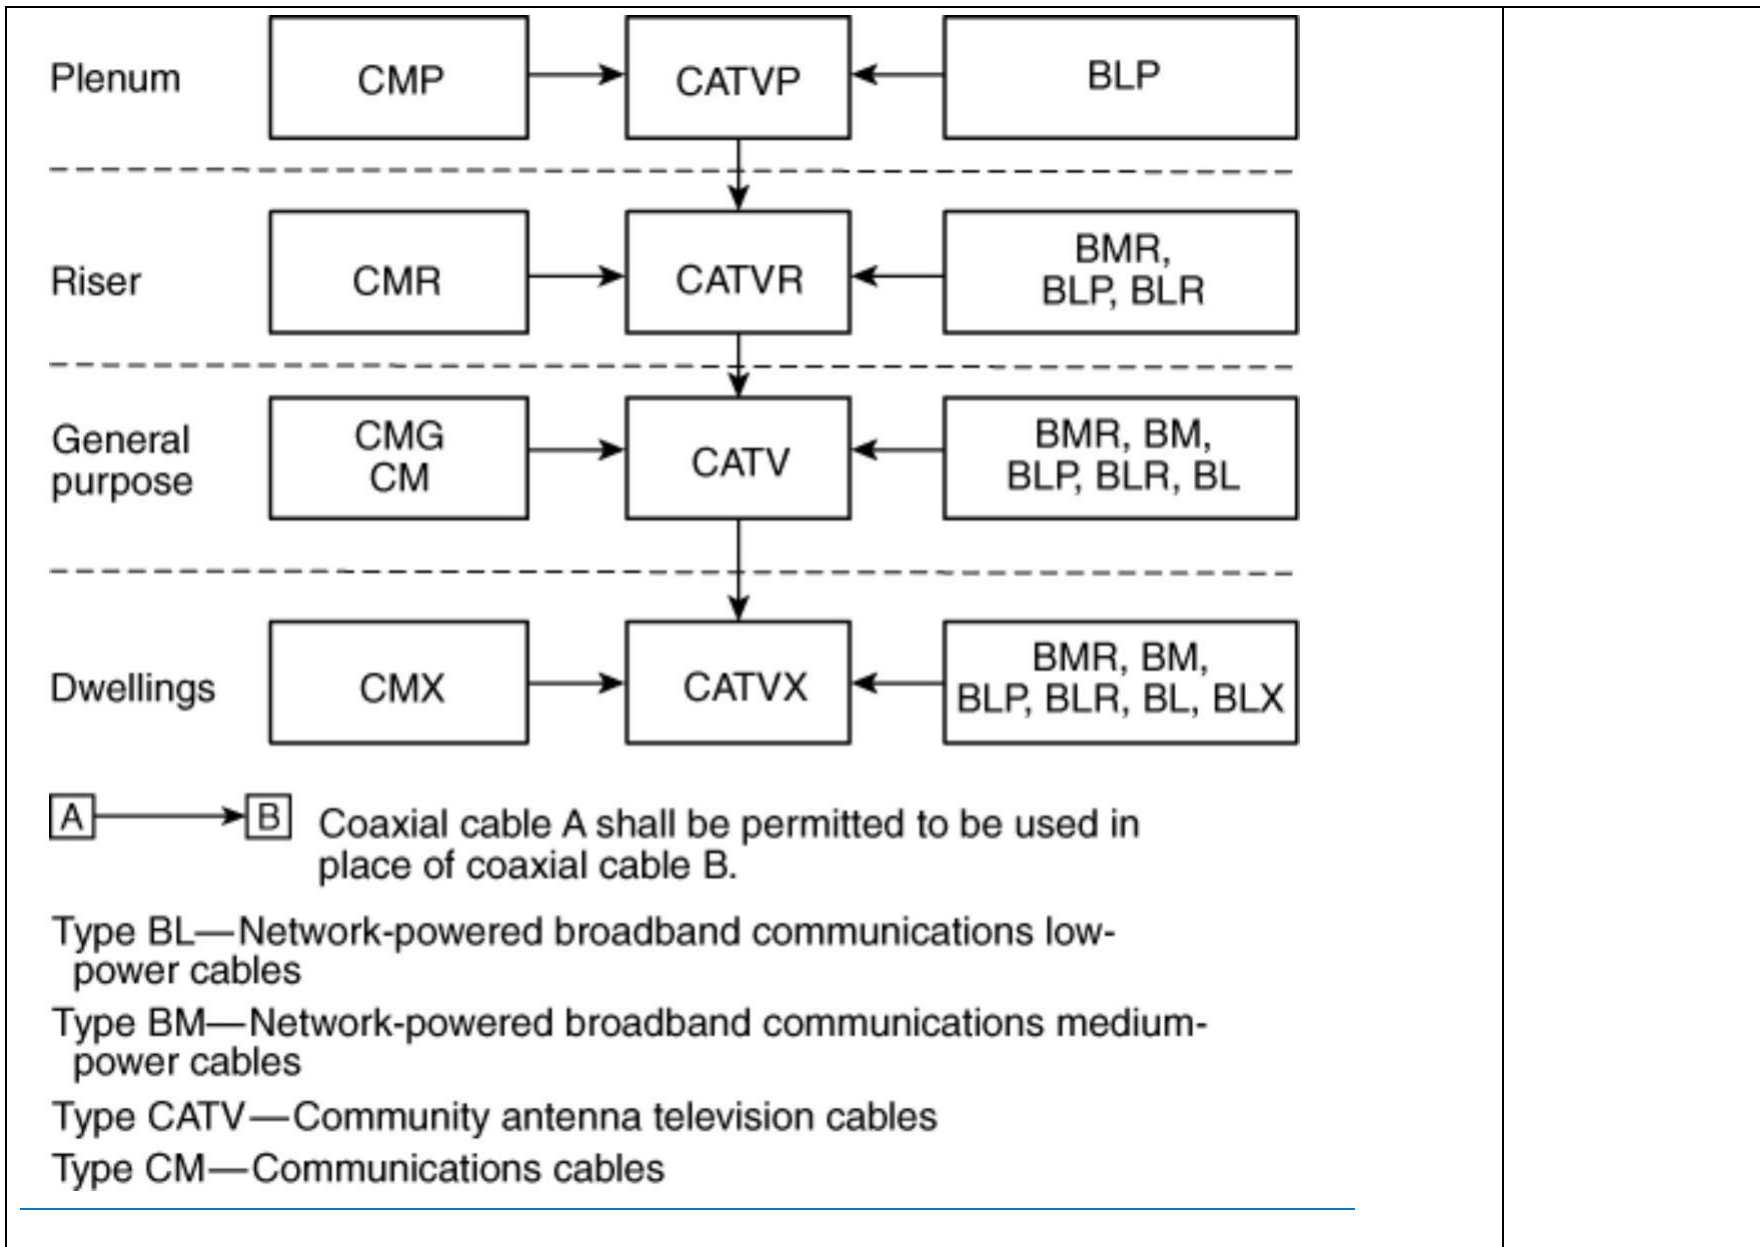 Plenum
CMP
CATVP
BLP
Riser
CMR
CATVR
BMR,
BLP, BLR
General
purpose
CMG
CM
CATV
BMR, BM,
BLP, BLR, BL
Dwellings
CMX
CATVX
BMR, BM,
BLP, BLR, BL, BLX
A
B
Coaxial cable A shall be permitted to be used in
place of coaxial cable B.
Type BL—Network-powered broadband communications low-
power cables
Type BM—Network-powered broadband communications medium-
power cables
Type CATV—Community antenna television cables
Type CM—Communications cables